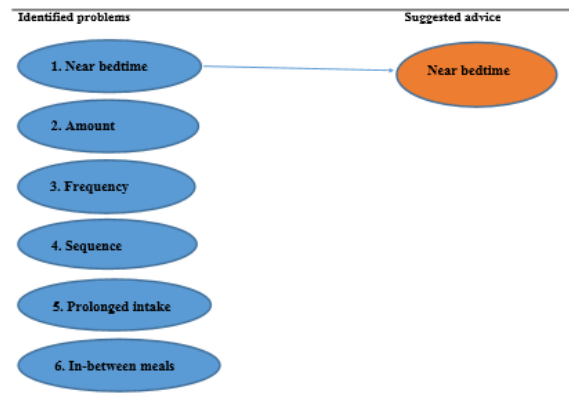 Identified problems
Suggested advice
1. Near bedtime
Near bedtime
2. Amount
3. Frequency
4. Sequence
5. Prolonged intake
6. In-between meals